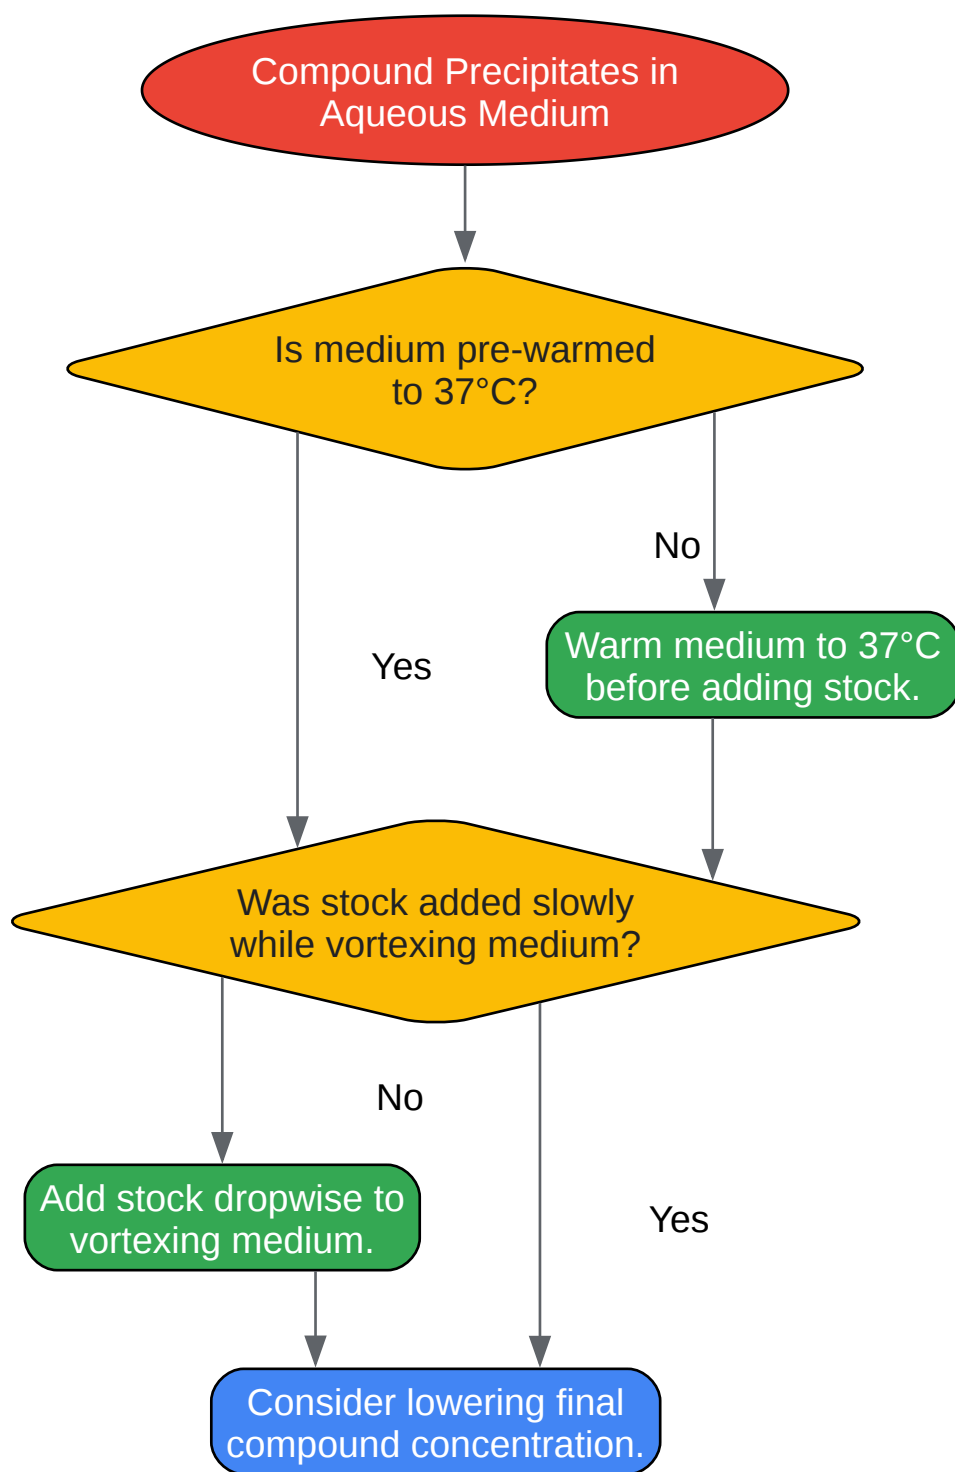 Compound Precipitates in
Aqueous Medium
Is medium pre-warmed
to 37°C?
No
Warm medium to 37°C
before adding stock.
Yes
Was stock added slowly
while vortexing medium?
No
Add stock dropwise to
vortexing medium.
Yes
Consider lowering final
compound concentration.